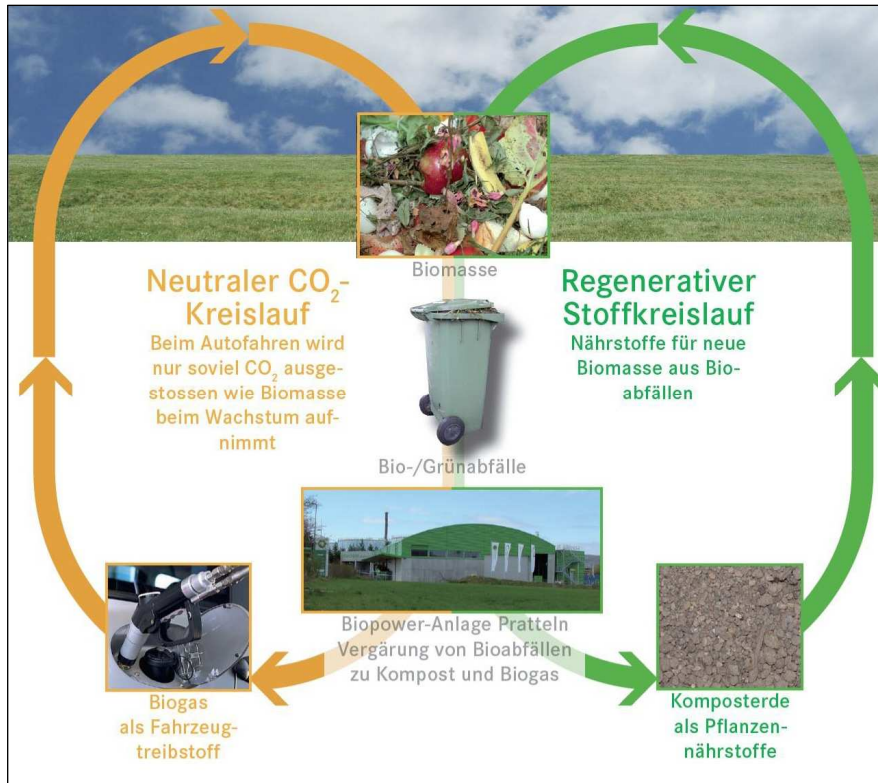 Biomasse
Neutraler CO₂-
Kreislauf
Beim Autofahren wird
nur soviel CO₂ ausge-
stossen wie Biomasse
beim Wachstum auf-
nimmt
Regenerativer
Stoffkreislauf
Nährstoffe für neue
Biomasse aus Bio-
abfällen
Bio-/Grünabfälle
Biopower-Anlage Pratteln
Vergärung von Bioabfällen
zu Kompost und Biogas
Biogas
als Fahrzeug-
treibstoff
Komposterde
als Pflanzen-
nährstoffe